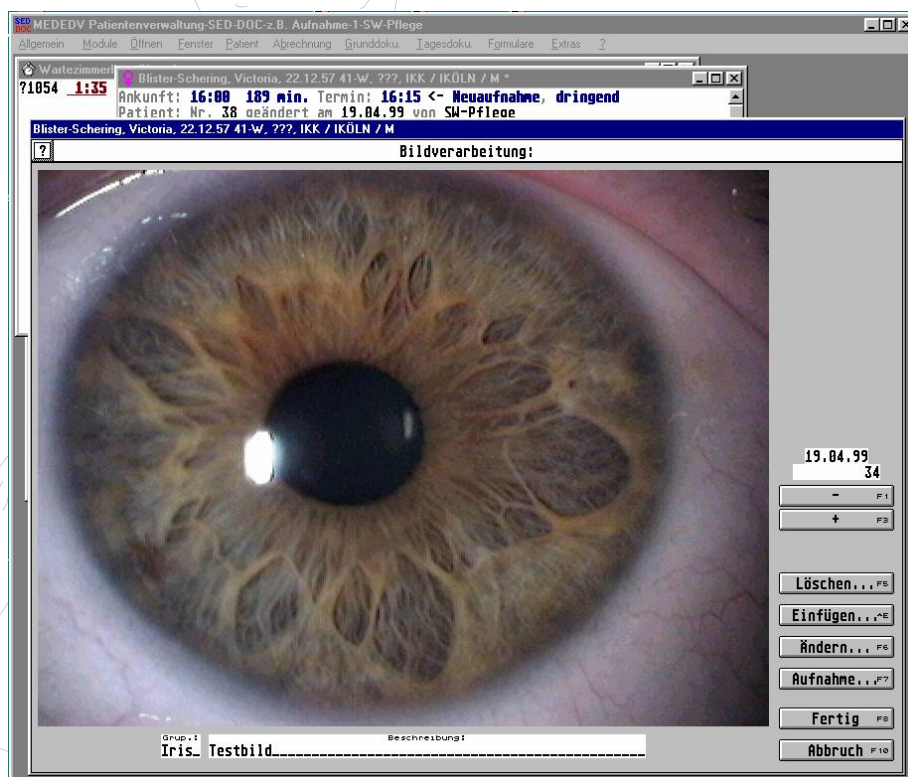 SED DOC MEDEDV Patientenverwaltung-SED-DOC-z.B. Aufnahme-1-SW-Pflege
Allgemein Module Öffnen Fenster Patient Abrechnung Grunddoku. Tagesdoku. Formulare Extras ?
?1054 1:35
Blister-Schering, Victoria, 22.12.57 41-W, ???, IKK / IKÖLN / M *
Ankunft: 16:00 189 min. Termin: 16:15 <- Neuaufnahme, dringend
Patient: Nr. 38 geändert am 19.04.99 von SW-Pflege
Blister-Schering, Victoria, 22.12.57 41-W, ???, IKK / IKÖLN / M
? Bildverarbeitung:
19.04.99
34
- F1
+ F3
Löschen... F5
Einfügen... ^E
Ändern... F6
Aufnahme... F7
Fertig F8
Abbruch F10
Grup.: Beschreibung:
Iris_ Testbild